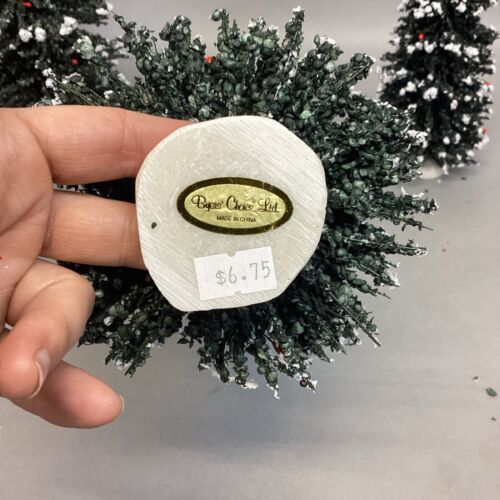 Byers' Choice Ltd.
MADE IN CHINA
$6.75